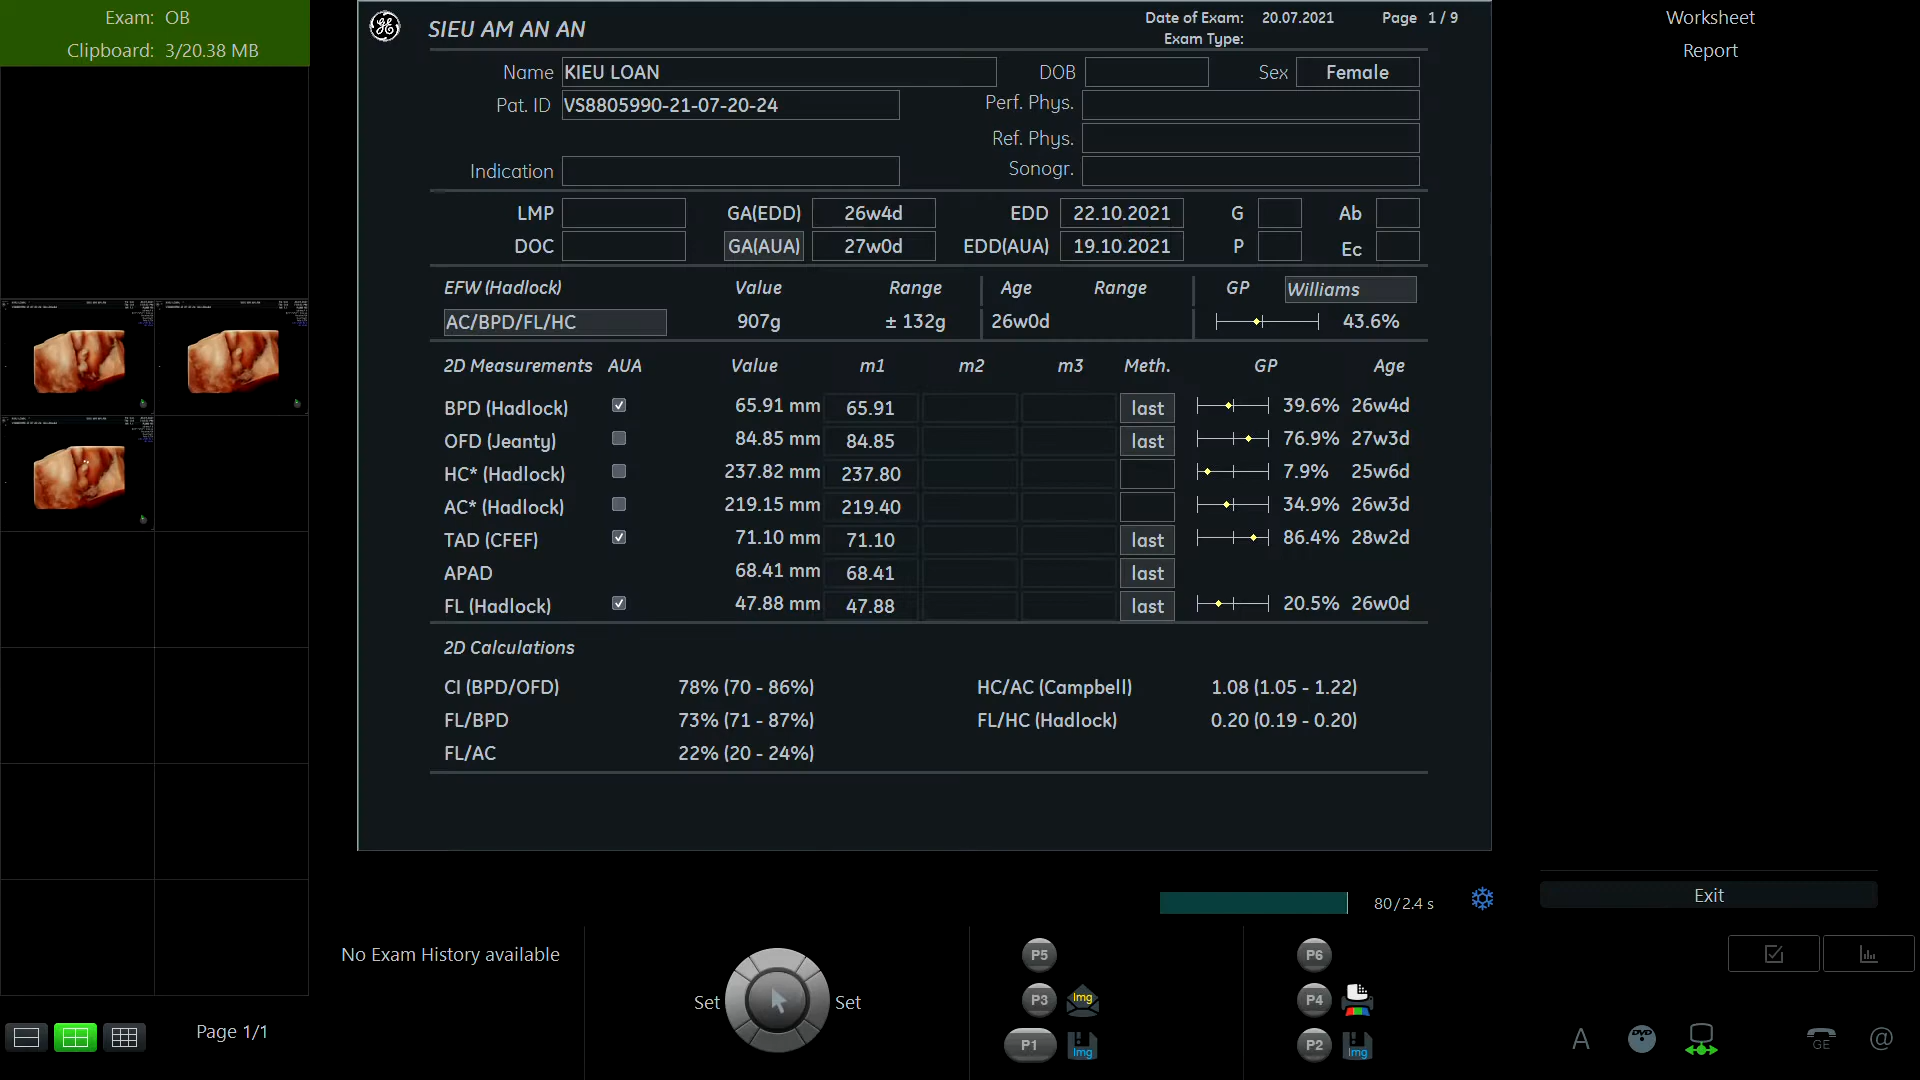 Exam: OB
Clipboard: 3/20.38 MB
SIEU AM AN AN
Date of Exam: 20.07.2021 Page 1 / 9
Exam Type:
Name KIEU LOAN DOB Sex Female
Pat. ID VS8805990-21-07-20-24 Perf. Phys.
Ref. Phys.
Indication Sonogr.
LMP GA(EDD) 26w4d EDD 22.10.2021 G Ab
DOC GA(AUA) 27w0d EDD(AUA) 19.10.2021 P Ec
EFW (Hadlock) Value Range Age Range GP Williams
AC/BPD/FL/HC 907g ± 132g 26w0d 43.6%
2D Measurements AUA Value m1 m2 m3 Meth. GP Age
BPD (Hadlock) 65.91 mm 65.91 last 39.6% 26w4d
OFD (Jeanty) 84.85 mm 84.85 last 76.9% 27w3d
HC* (Hadlock) 237.82 mm 237.80 7.9% 25w6d
AC* (Hadlock) 219.15 mm 219.40 34.9% 26w3d
TAD (CFEF) 71.10 mm 71.10 last 86.4% 28w2d
APAD 68.41 mm 68.41 last
FL (Hadlock) 47.88 mm 47.88 last 20.5% 26w0d
2D Calculations
CI (BPD/OFD) 78% (70 - 86%) HC/AC (Campbell) 1.08 (1.05 - 1.22)
FL/BPD 73% (71 - 87%) FL/HC (Hadlock) 0.20 (0.19 - 0.20)
FL/AC 22% (20 - 24%)
Worksheet
Report
80/2.4 s
Exit
No Exam History available
Set Set
P5
P3 Img
P1 Img
P6
P4
P2 Img
Page 1/1
A DVD GE @